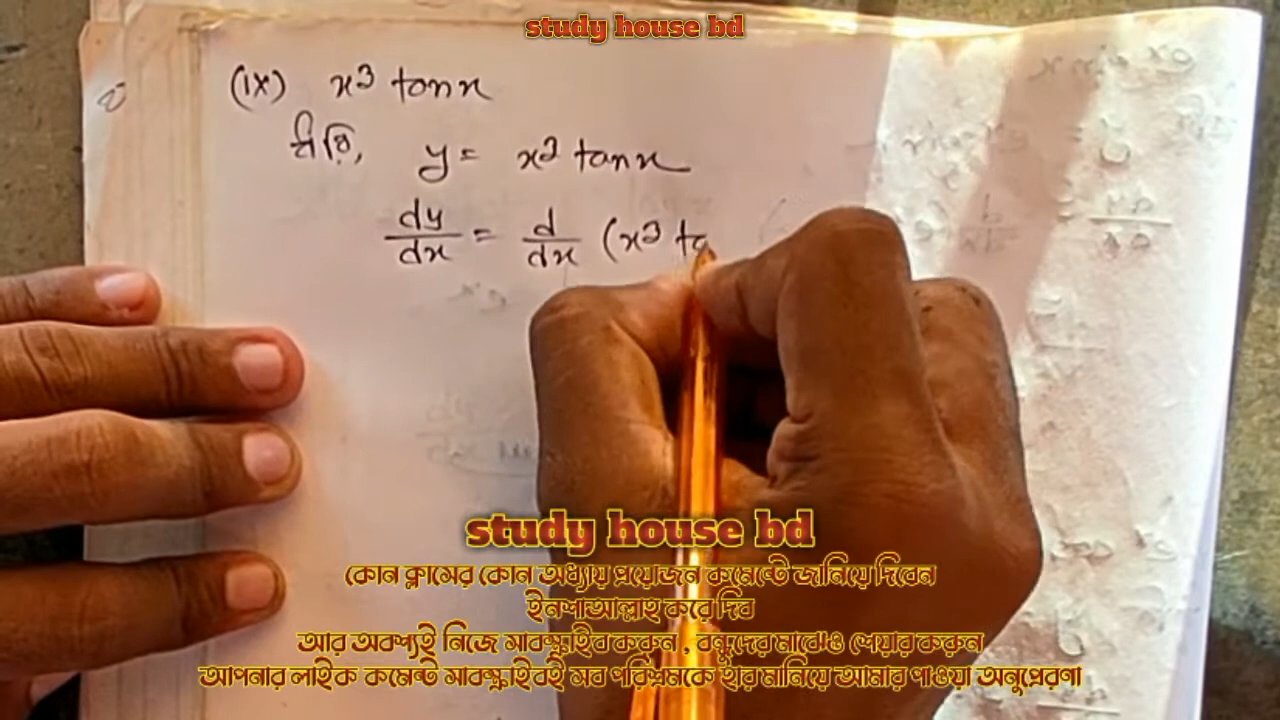 study house bd
(ix) x³ tanx
ধরি, y = x³ tanx
dy/dx = d/dx (x³ ta
study house bd
কোন ক্লাসের কোন অধ্যায় প্রয়োজন কমেন্টে জানিয়ে দিবেন
ইনশাআল্লাহ করে দিব
আর অবশ্যই নিজে সাবস্ক্রাইব করুন , বন্ধুদের মাঝেও শেয়ার করুন
আপনার লাইক কমেন্ট সাবস্ক্রাইবই সব পরিশ্রমকে হার মানিয়ে আমার পাওয়া অনুপ্রেরণা